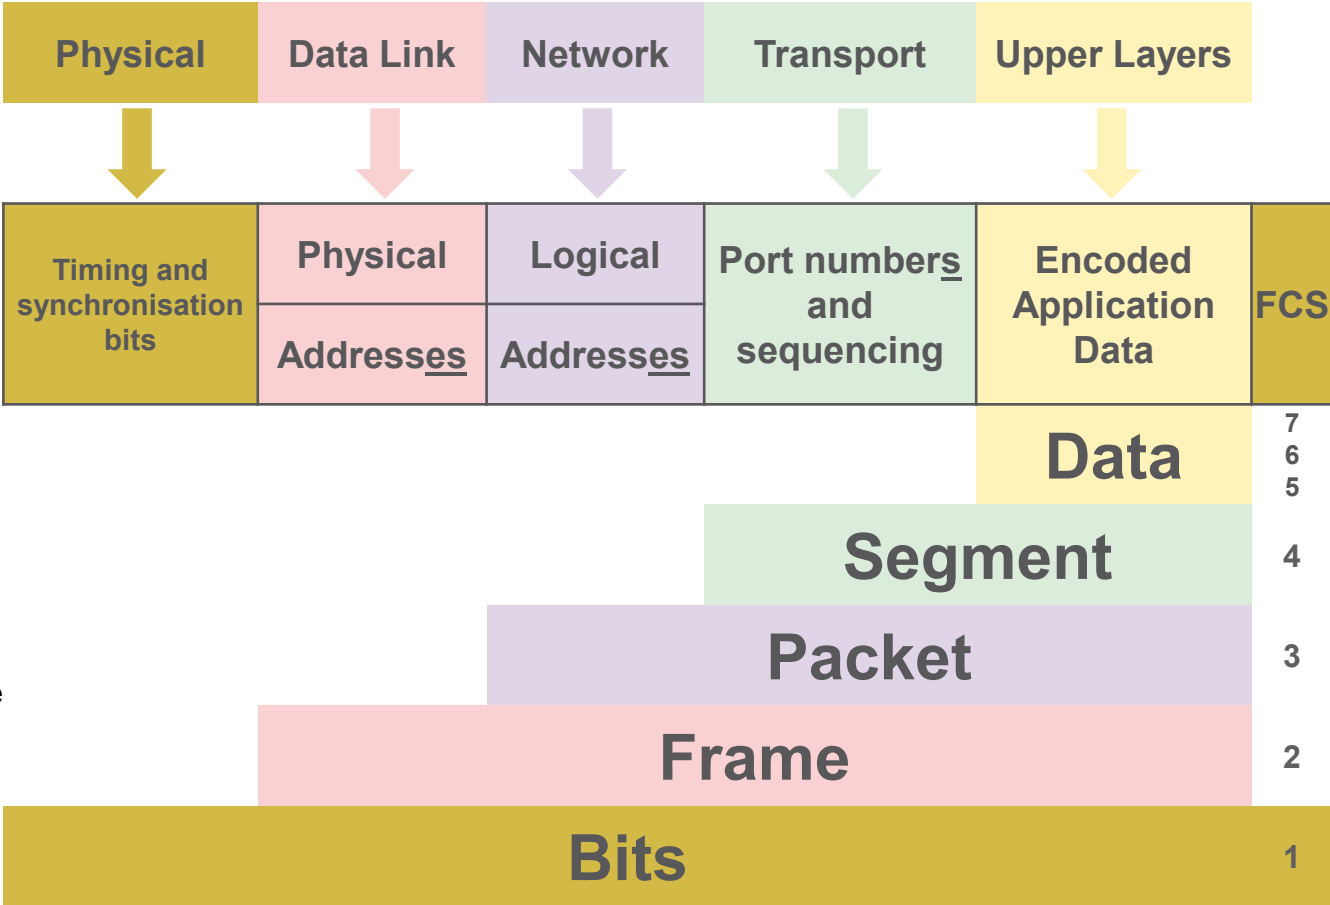 Physical Data Link Network Transport Upper Layers
Timing and
synchronisation
bits
Physical
Addresses
Logical
Addresses
Port numbers
and
sequencing
Encoded
Application
Data
FCS
Data
7
6
5
Segment 4
Packet 3
e
Frame 2
Bits 1